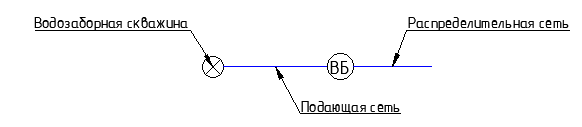 Водозаборная скважина
Распределительная сеть
ВБ
Подающая сеть